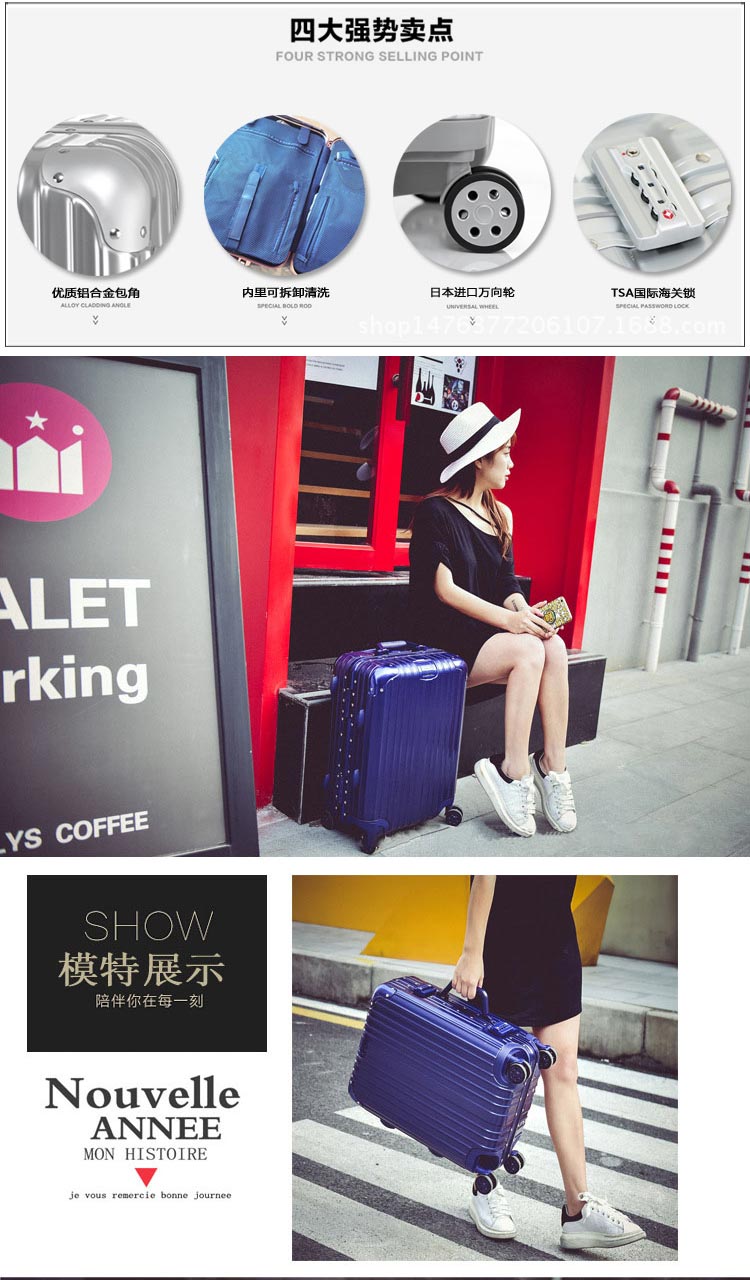 四大强势卖点
FOUR STRONG SELLING POINT
优质铝合金包角
ALLOY CLADDING ANGLE
内里可拆卸清洗
SPECIAL BOLD ROD
日本进口万向轮
UNIVERSAL WHEEL
TSA国际海关锁
SPECIAL PASSWORD LOCK
shop1476377206107.1688.com
mi
ALET
rking
LYS COFFEE
SHOW
模特展示
陪伴你在每一刻
Nouvelle
ANNEE
MON HISTOIRE
je vous remercie bonne journee